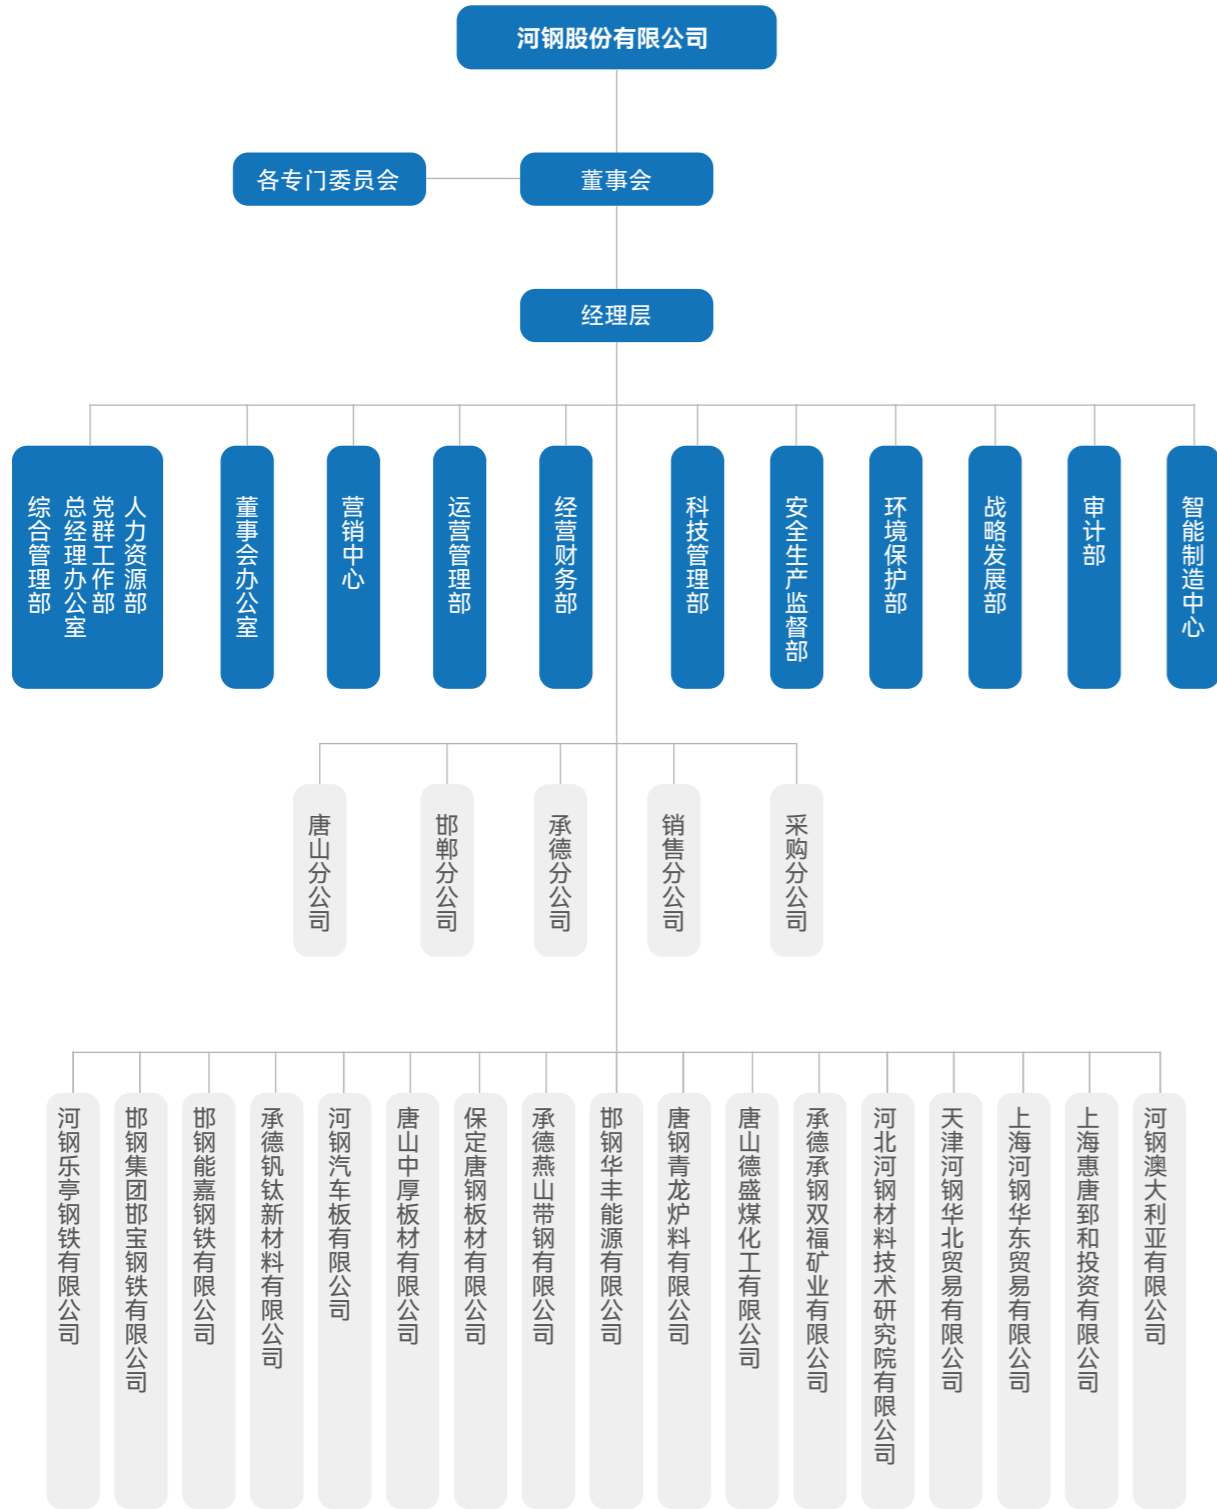 河钢股份有限公司
各专门委员会
董事会
经理层
综合管理部
总经理办公室
党群工作部
人力资源部
董事会办公室
营销中心
运营管理部
经营财务部
科技管理部
安全生产监督部
环境保护部
战略发展部
审计部
智能制造中心
唐山分公司
邯郸分公司
承德分公司
销售分公司
采购分公司
河钢乐亭钢铁有限公司
邯钢集团邯宝钢铁有限公司
邯钢能嘉钢铁有限公司
承德钒钛新材料有限公司
河钢汽车板有限公司
唐山中厚板材有限公司
保定唐钢板材有限公司
承德燕山带钢有限公司
邯钢华丰能源有限公司
唐钢青龙炉料有限公司
唐山德盛煤化工有限公司
承德承钢双福矿业有限公司
河北河钢材料技术研究院有限公司
天津河钢华北贸易有限公司
上海河钢华东贸易有限公司
上海惠唐郅和投资有限公司
河钢澳大利亚有限公司